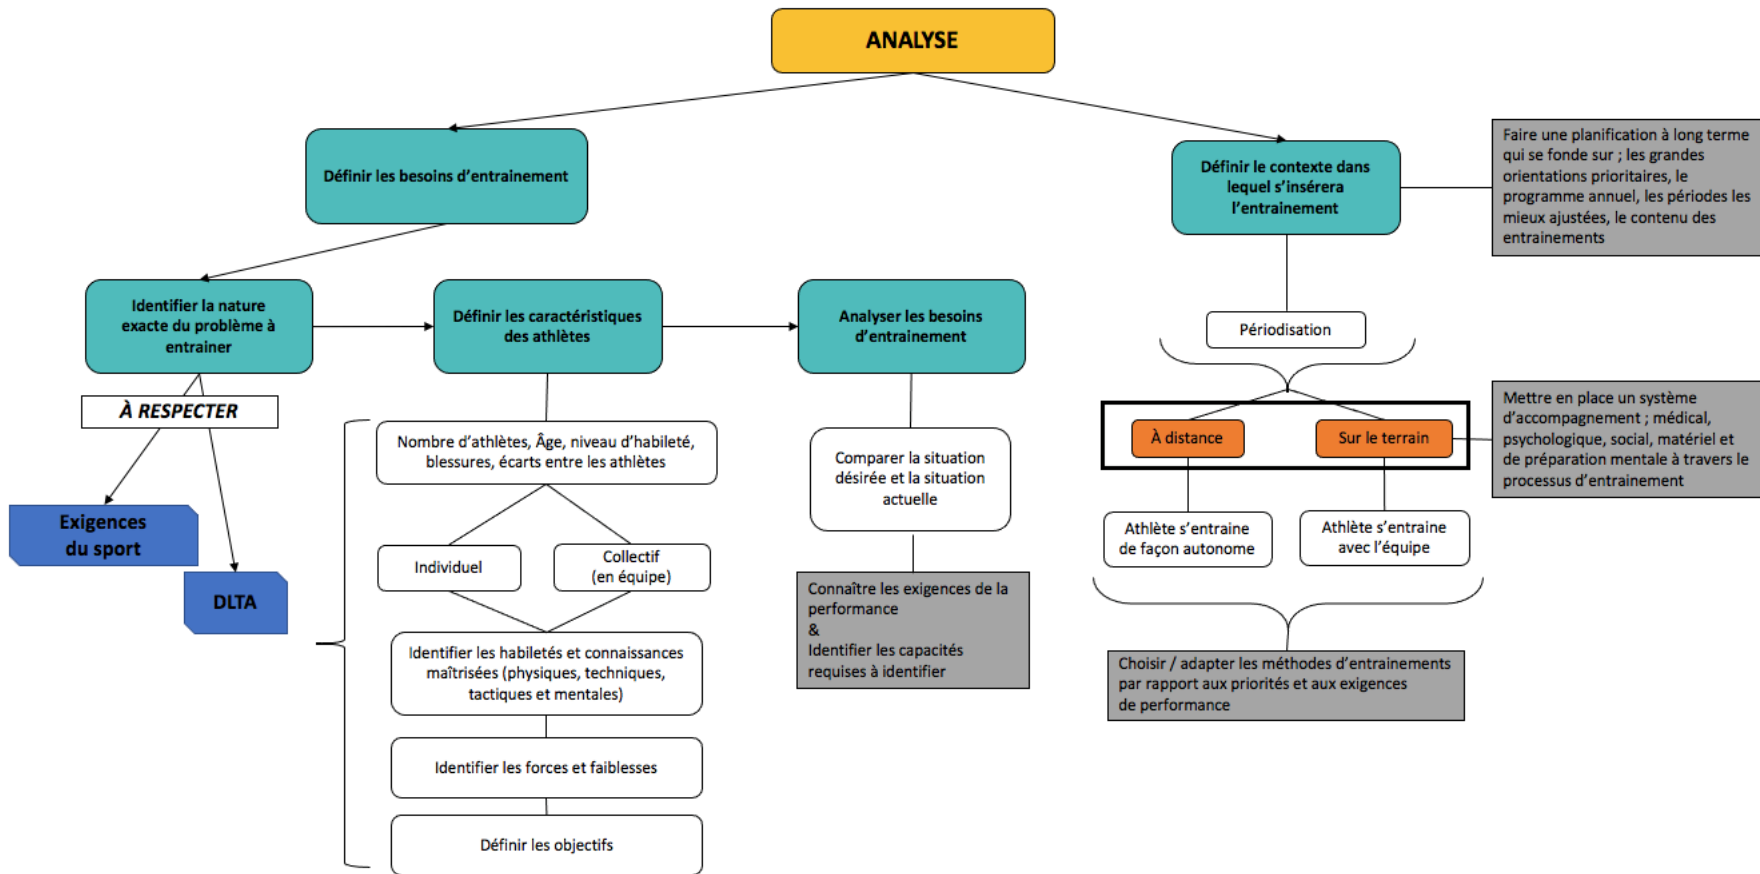 ANALYSE
Définir les besoins d'entrainement
Définir le contexte dans
lequel s'insérera
l'entrainement
Faire une planification à long terme
qui se fonde sur ; les grandes
orientations prioritaires, le
programme annuel, les périodes les
mieux ajustées, le contenu des
entrainements
Identifier la nature
exacte du problème à
entrainer
Définir les caractéristiques
des athlètes
Analyser les besoins
d'entrainement
Périodisation
À RESPECTER
Exigences
du sport
DLTA
Nombre d'athlètes, Âge, niveau d'habileté,
blessures, écarts entre les athlètes
Individuel
Collectif
(en équipe)
Identifier les habiletés et connaissances
maîtrisées (physiques, techniques,
tactiques et mentales)
Identifier les forces et faiblesses
Définir les objectifs
Comparer la situation
désirée et la situation
actuelle
Connaître les exigences de la
performance
&
Identifier les capacités
requises à identifier
À distance
Sur le terrain
Mettre en place un système
d'accompagnement ; médical,
psychologique, social, matériel et
de préparation mentale à travers le
processus d'entrainement
Athlète s'entraine
de façon autonome
Athlète s'entraine
avec l'équipe
Choisir / adapter les méthodes d'entrainements
par rapport aux priorités et aux exigences
de performance